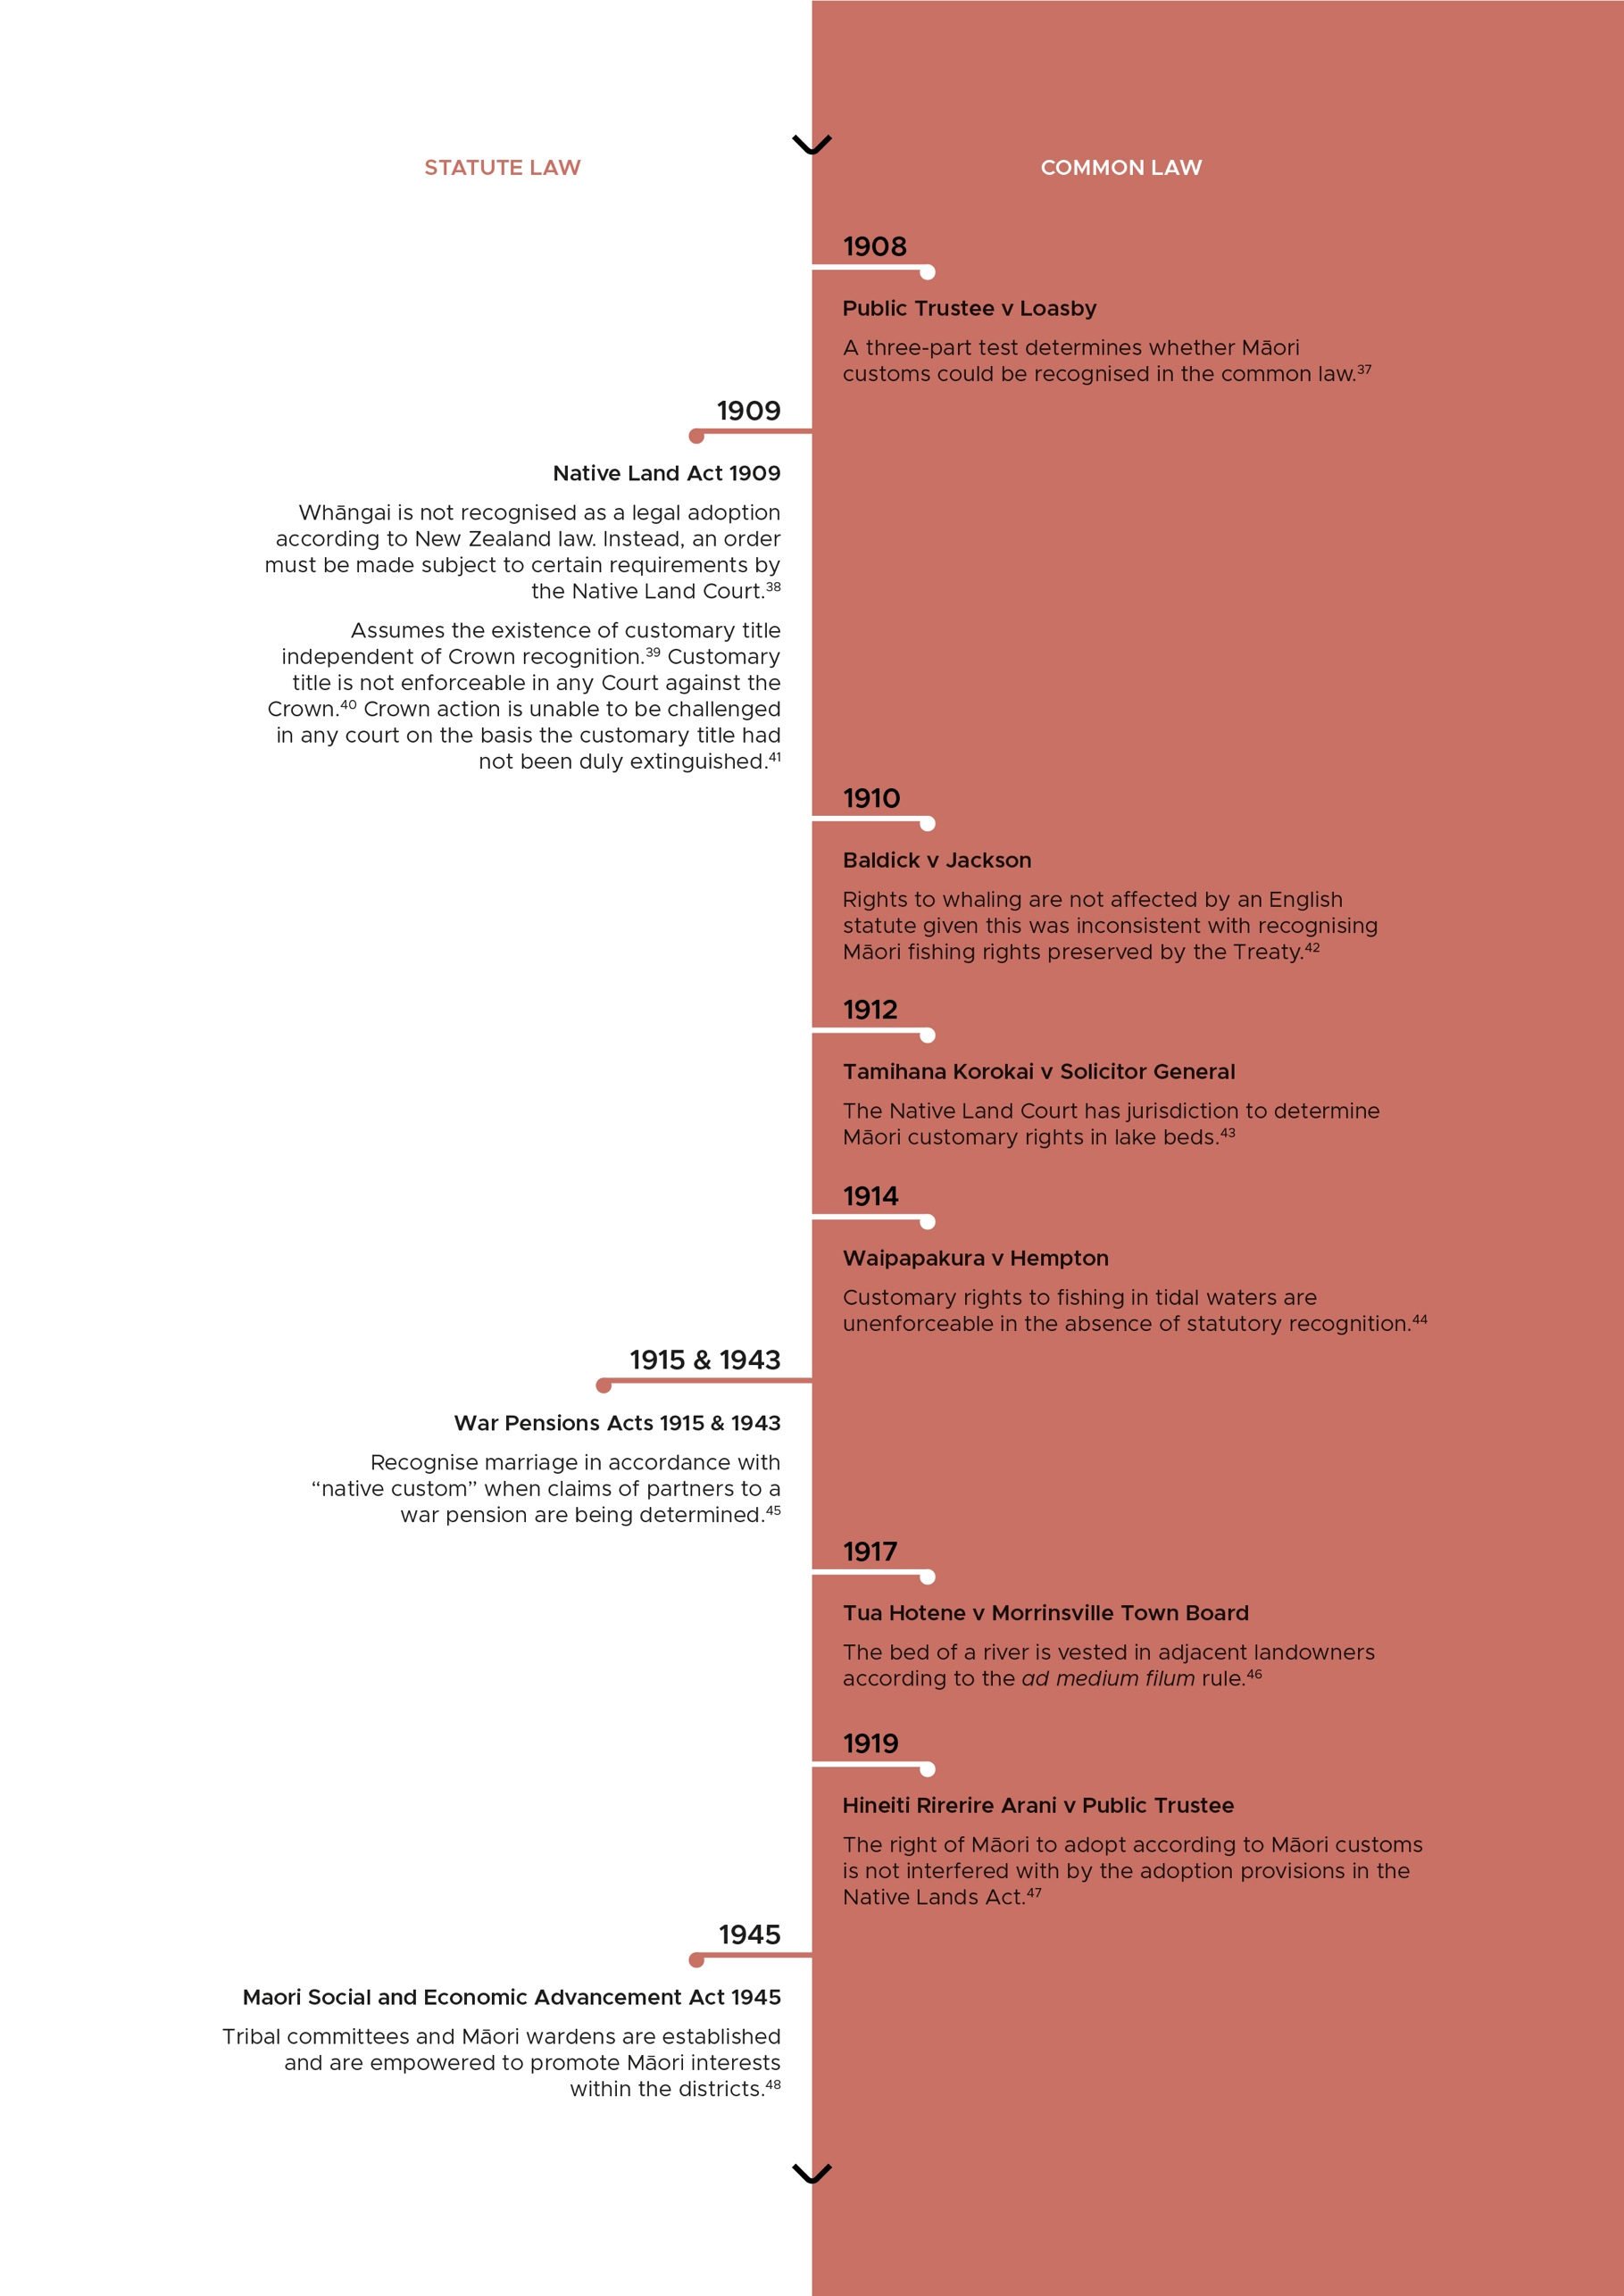 STATUTE LAW
COMMON LAW
1908
Public Trustee v Loasby
A three-part test determines whether Māori
customs could be recognised in the common law.37
1909
Native Land Act 1909
Whāngai is not recognised as a legal adoption
according to New Zealand law. Instead, an order
must be made subject to certain requirements by
the Native Land Court.38
Assumes the existence of customary title
independent of Crown recognition.39 Customary
title is not enforceable in any Court against the
Crown.40 Crown action is unable to be challenged
in any court on the basis the customary title had
not been duly extinguished.41
1910
Baldick v Jackson
Rights to whaling are not affected by an English
statute given this was inconsistent with recognising
Māori fishing rights preserved by the Treaty.42
1912
Tamihana Korokai v Solicitor General
The Native Land Court has jurisdiction to determine
Māori customary rights in lake beds.43
1914
Waipapakura v Hempton
Customary rights to fishing in tidal waters are
unenforceable in the absence of statutory recognition.44
1915 & 1943
War Pensions Acts 1915 & 1943
Recognise marriage in accordance with
“native custom” when claims of partners to a
war pension are being determined.45
1917
Tua Hotene v Morrinsville Town Board
The bed of a river is vested in adjacent landowners
according to the ad medium filum rule.46
1919
Hineiti Rirerire Arani v Public Trustee
The right of Māori to adopt according to Māori customs
is not interfered with by the adoption provisions in the
Native Lands Act.47
1945
Maori Social and Economic Advancement Act 1945
Tribal committees and Māori wardens are established
and are empowered to promote Māori interests
within the districts.48